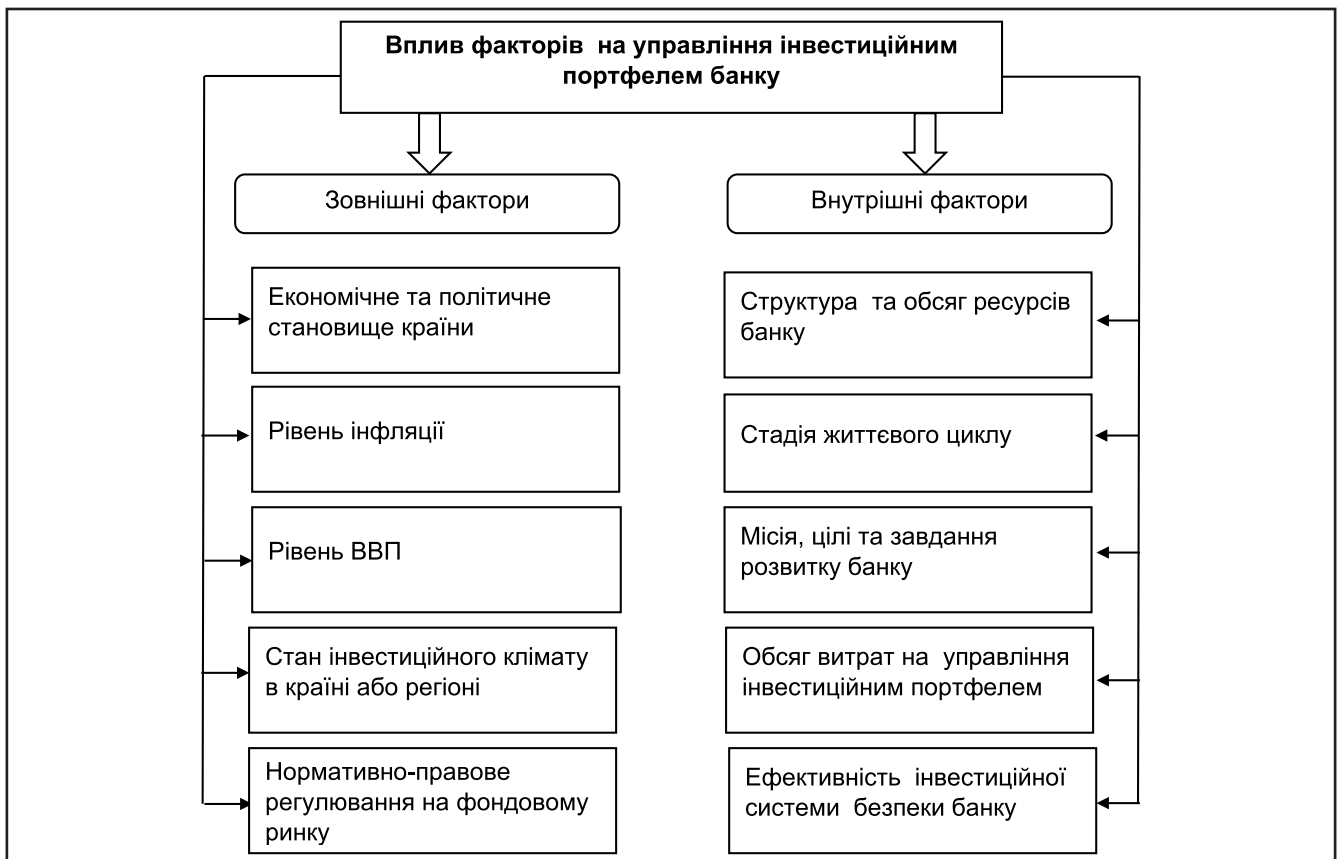 Вплив факторів на управління інвестиційним
портфелем банку
Зовнішні фактори
Внутрішні фактори
Економічне та політичне
становище країни
Структура та обсяг ресурсів
банку
Рівень інфляції
Стадія життєвого циклу
Рівень ВВП
Місія, цілі та завдання
розвитку банку
Стан інвестиційного клімату
в країні або регіоні
Обсяг витрат на управління
інвестиційним портфелем
Нормативно-правове
регулювання на фондовому
ринку
Ефективність інвестиційної
системи безпеки банку